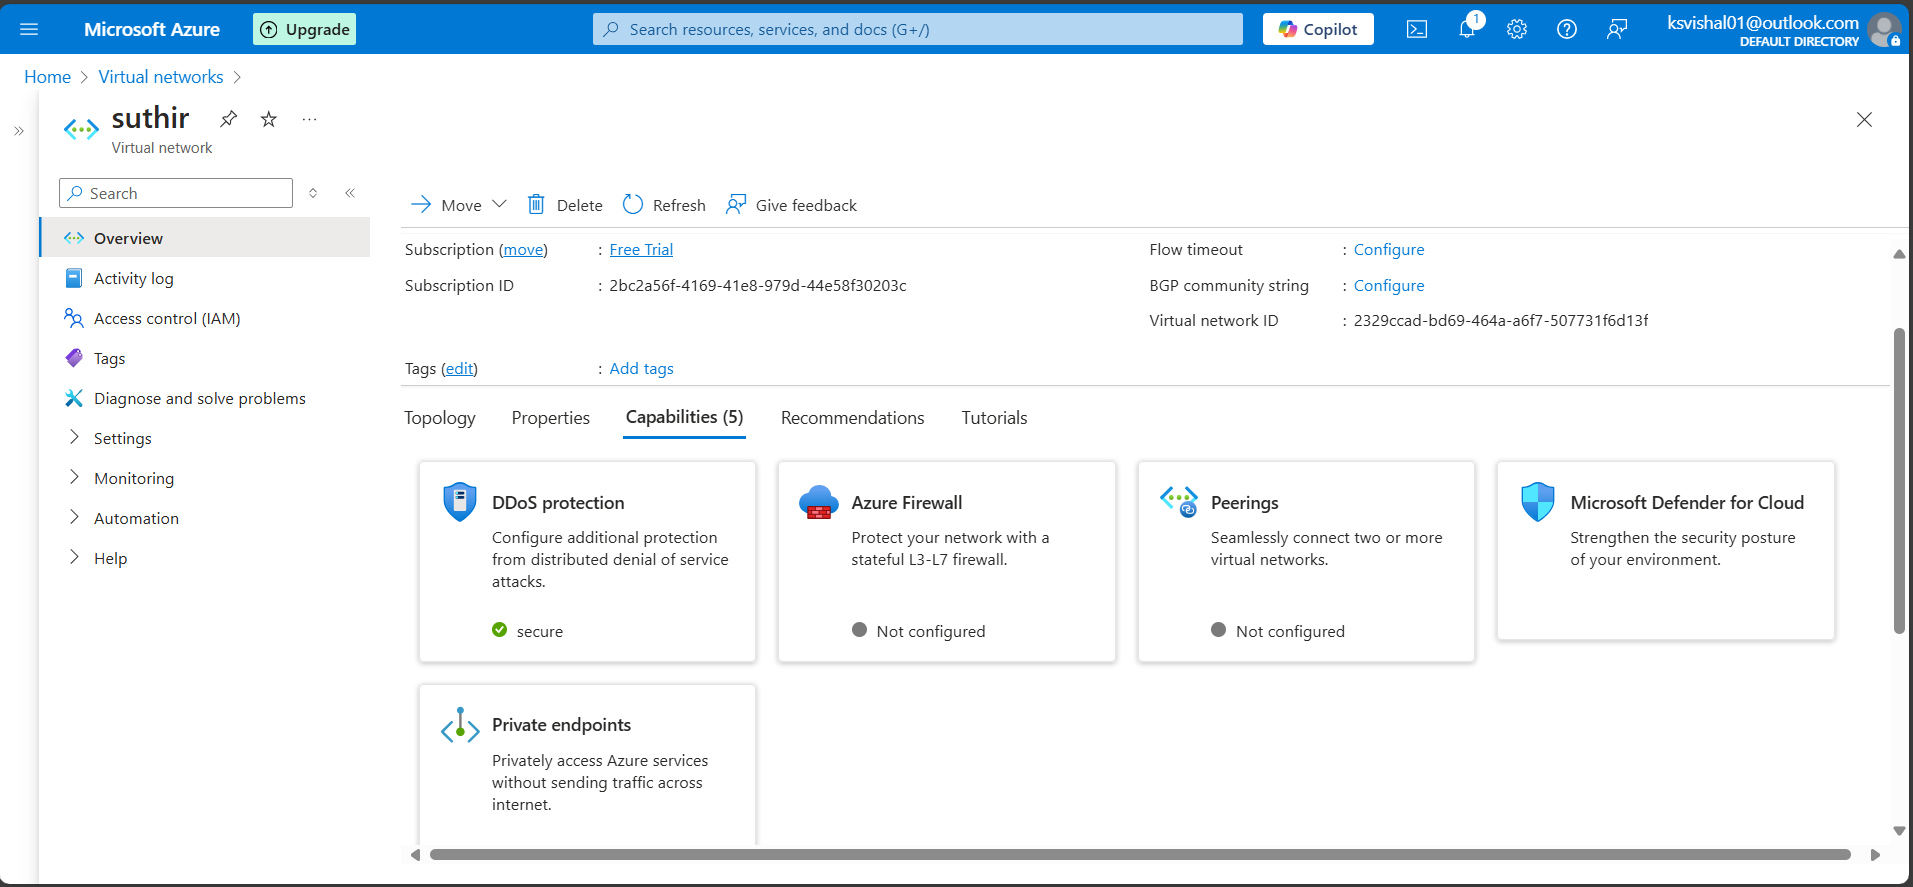 Microsoft Azure
Upgrade
Search resources, services, and docs (G+/)
Copilot
1
ksvishal01@outlook.com
DEFAULT DIRECTORY
Home > Virtual networks >
suthir
Virtual network
Search
Overview
Activity log
Access control (IAM)
Tags
Diagnose and solve problems
Settings
Monitoring
Automation
Help
Move
Delete
Refresh
Give feedback
Subscription (move) : Free Trial
Subscription ID : 2bc2a56f-4169-41e8-979d-44e58f30203c
Tags (edit) : Add tags
Flow timeout : Configure
BGP community string : Configure
Virtual network ID : 2329ccad-bd69-464a-a6f7-507731f6d13f
Topology
Properties
Capabilities (5)
Recommendations
Tutorials
DDoS protection
Configure additional protection
from distributed denial of service
attacks.
secure
Azure Firewall
Protect your network with a
stateful L3-L7 firewall.
Not configured
Peerings
Seamlessly connect two or more
virtual networks.
Not configured
Microsoft Defender for Cloud
Strengthen the security posture
of your environment.
Private endpoints
Privately access Azure services
without sending traffic across
internet.